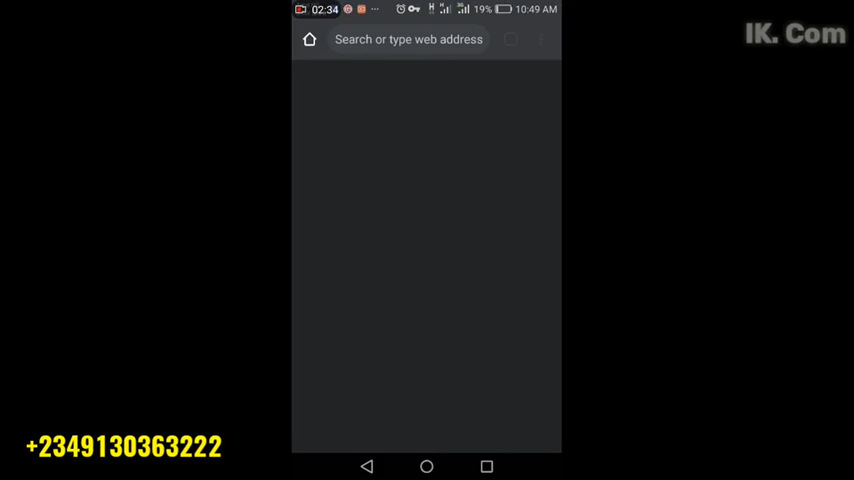 02:34
19%
10:49 AM
IK. Com
Search or type web address
+2349130363222